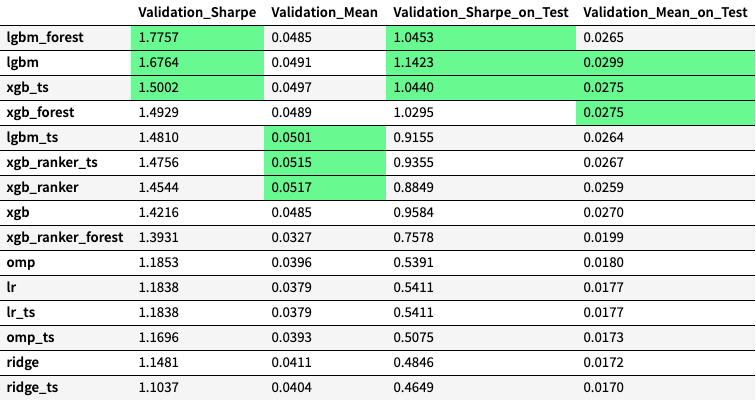 Validation_Sharpe Validation_Mean Validation_Sharpe_on_Test Validation_Mean_on_Test
lgbm_forest 1.7757 0.0485 1.0453 0.0265
lgbm 1.6764 0.0491 1.1423 0.0299
xgb_ts 1.5002 0.0497 1.0440 0.0275
xgb_forest 1.4929 0.0489 1.0295 0.0275
lgbm_ts 1.4810 0.0501 0.9155 0.0264
xgb_ranker_ts 1.4756 0.0515 0.9355 0.0267
xgb_ranker 1.4544 0.0517 0.8849 0.0259
xgb 1.4216 0.0485 0.9584 0.0270
xgb_ranker_forest 1.3931 0.0327 0.7578 0.0199
omp 1.1853 0.0396 0.5391 0.0180
lr 1.1838 0.0379 0.5411 0.0177
lr_ts 1.1838 0.0379 0.5411 0.0177
omp_ts 1.1696 0.0393 0.5075 0.0173
ridge 1.1481 0.0411 0.4846 0.0172
ridge_ts 1.1037 0.0404 0.4649 0.0170